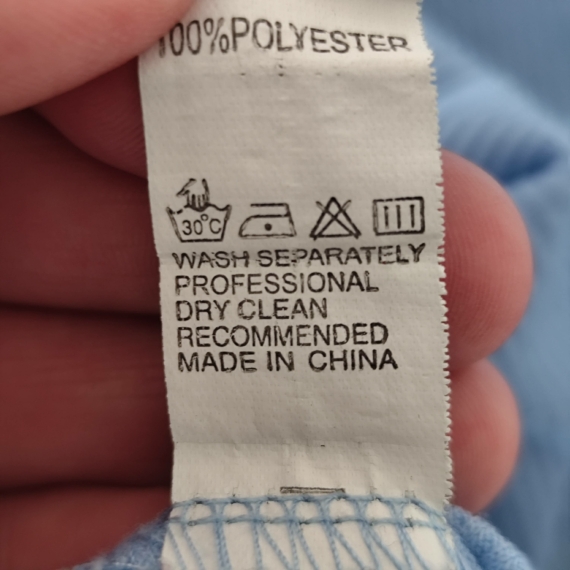 100%POLYESTER
30°C
WASH SEPARATELY
PROFESSIONAL
DRY CLEAN
RECOMMENDED
MADE IN CHINA